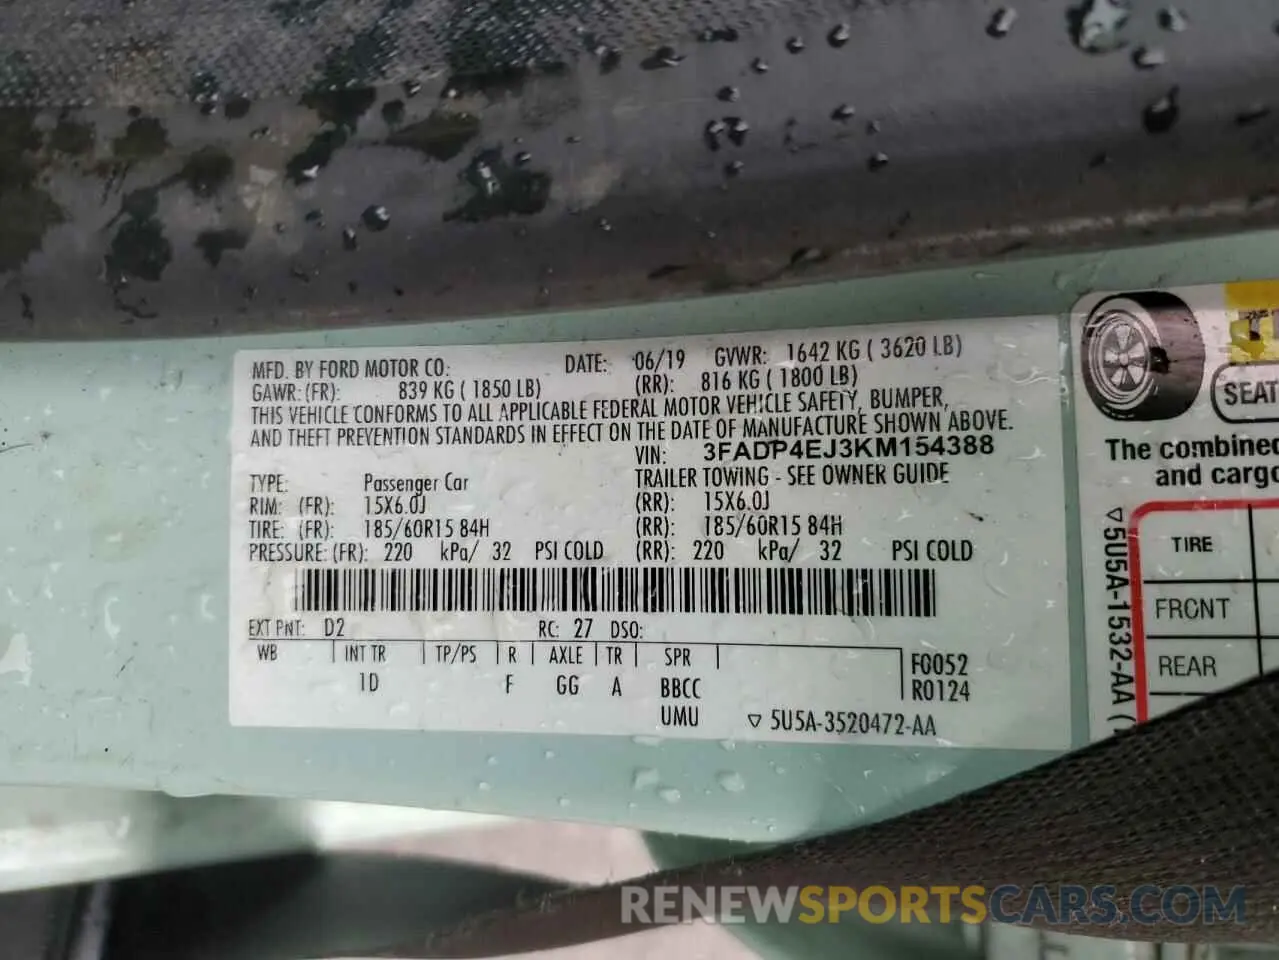 MFD. BY FORD MOTOR CO. DATE: 06/19 GVWR: 1642 KG ( 3620 LB)
GAWR: (FR): 839 KG ( 1850 LB) (RR): 816 KG ( 1800 LB)
THIS VEHICLE CONFORMS TO ALL APPLICABLE FEDERAL MOTOR VEHICLE SAFETY, BUMPER,
AND THEFT PREVENTION STANDARDS IN EFFECT ON THE DATE OF MANUFACTURE SHOWN ABOVE.
VIN: 3FADP4EJ3KM154388
TYPE: Passenger Car TRAILER TOWING - SEE OWNER GUIDE
RIM: (FR): 15X6.0J (RR): 15X6.0J
TIRE: (FR): 185/60R15 84H (RR): 185/60R15 84H
PRESSURE: (FR): 220 kPa/ 32 PSI COLD (RR): 220 kPa/ 32 PSI COLD
EXT PNT: D2 RC: 27 DSO:
WB INT TR TP/PS R AXLE TR SPR F0052
1D F GG A BBCC R0124
UMU ▽ 5U5A-3520472-AA
SEAT
The combined
and cargo
▽5U5A-1532-AA (
TIRE
FRONT
REAR
RENEWSPORTSCARS.COM